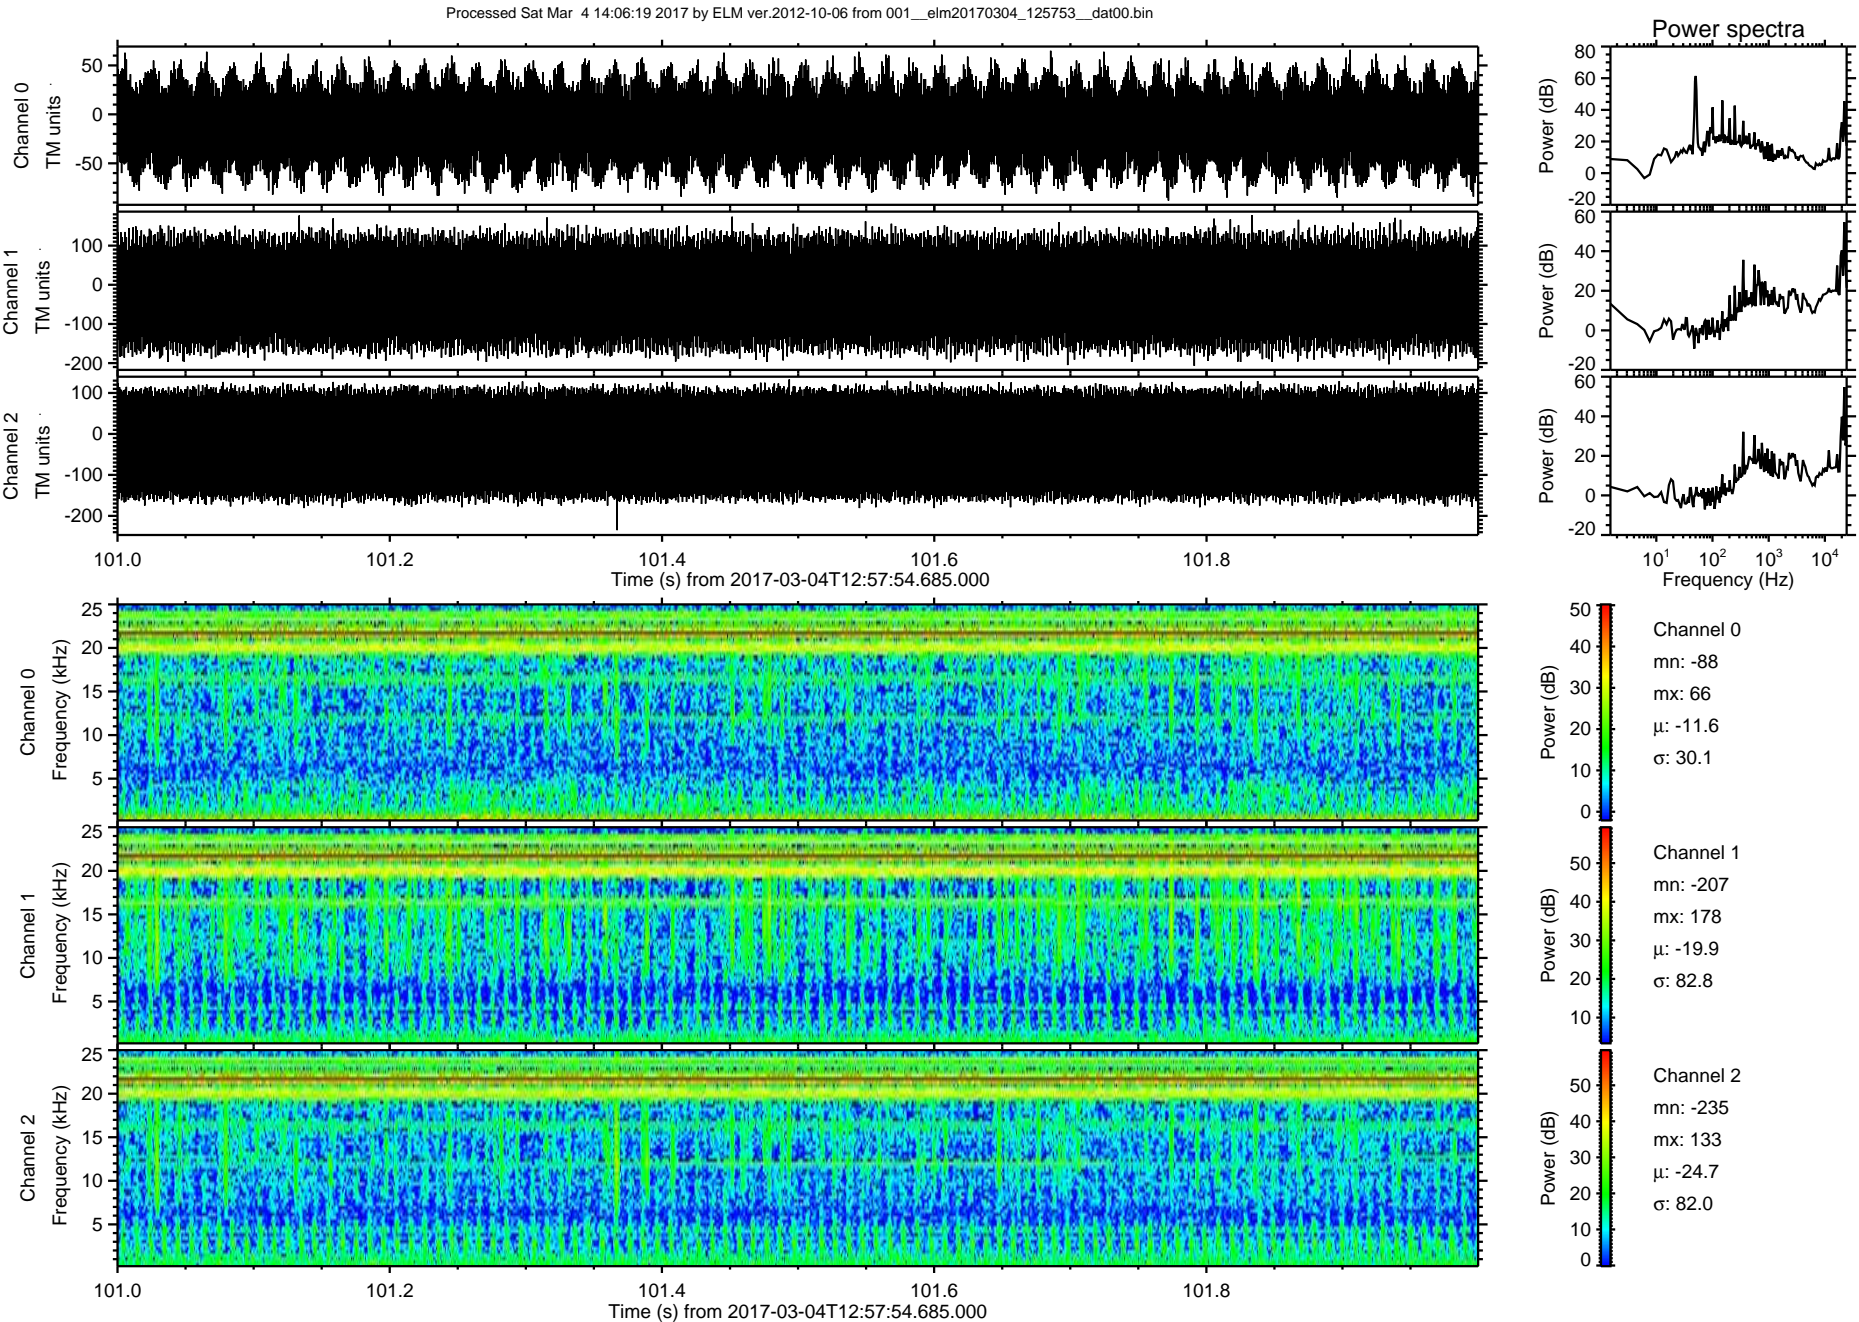 Processed Sat Mar  4 14:06:19 2017 by ELM ver.2012-10-06 from 001__elm20170304_125753__dat00.bin
Power spectra
Channel 0
TM units
50
0
-50
Power (dB)
80
60
40
20
0
-20
Channel 1
TM units
100
0
-100
-200
Power (dB)
60
40
20
0
-20
Channel 2
TM units
100
0
-100
-200
Power (dB)
60
40
20
0
-20
101.0 101.2 101.4 101.6 101.8
Time (s) from 2017-03-04T12:57:54.685.000
10^1 10^2 10^3 10^4
Frequency (Hz)
Channel 0
Frequency (kHz)
25
20
15
10
5
Power (dB)
50
40
30
20
10
0
Channel 0
mn: -88
mx: 66
μ: -11.6
σ: 30.1
Channel 1
Frequency (kHz)
25
20
15
10
5
Power (dB)
50
40
30
20
10
Channel 1
mn: -207
mx: 178
μ: -19.9
σ: 82.8
Channel 2
Frequency (kHz)
25
20
15
10
5
Power (dB)
50
40
30
20
10
0
Channel 2
mn: -235
mx: 133
μ: -24.7
σ: 82.0
101.0 101.2 101.4 101.6 101.8
Time (s) from 2017-03-04T12:57:54.685.000